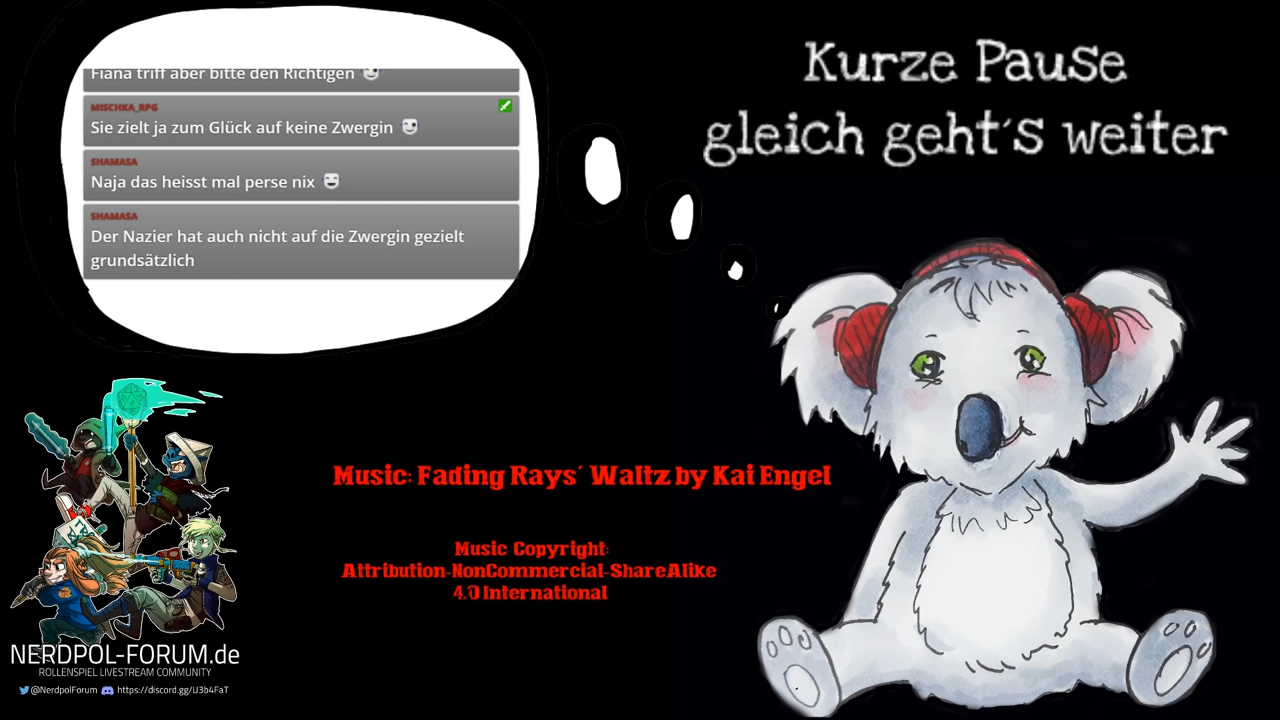 Fiana triff aber bitte den Richtigen
MISCHKA_RPG
Sie zielt ja zum Glück auf keine Zwergin
SHAMASA
Naja das heisst mal perse nix
SHAMASA
Der Nazier hat auch nicht auf die Zwergin gezielt
grundsätzlich
Kurze Pause
gleich geht's weiter
Music: Fading Rays' Waltz by Kai Engel
Music Copyright:
Attribution-NonCommercial-ShareAlike
4.0 International
NERDPOL-FORUM.de
ROLLENSPIEL LIVESTREAM COMMUNITY
@NerdpolForum https://discord.gg/U3b4FaT